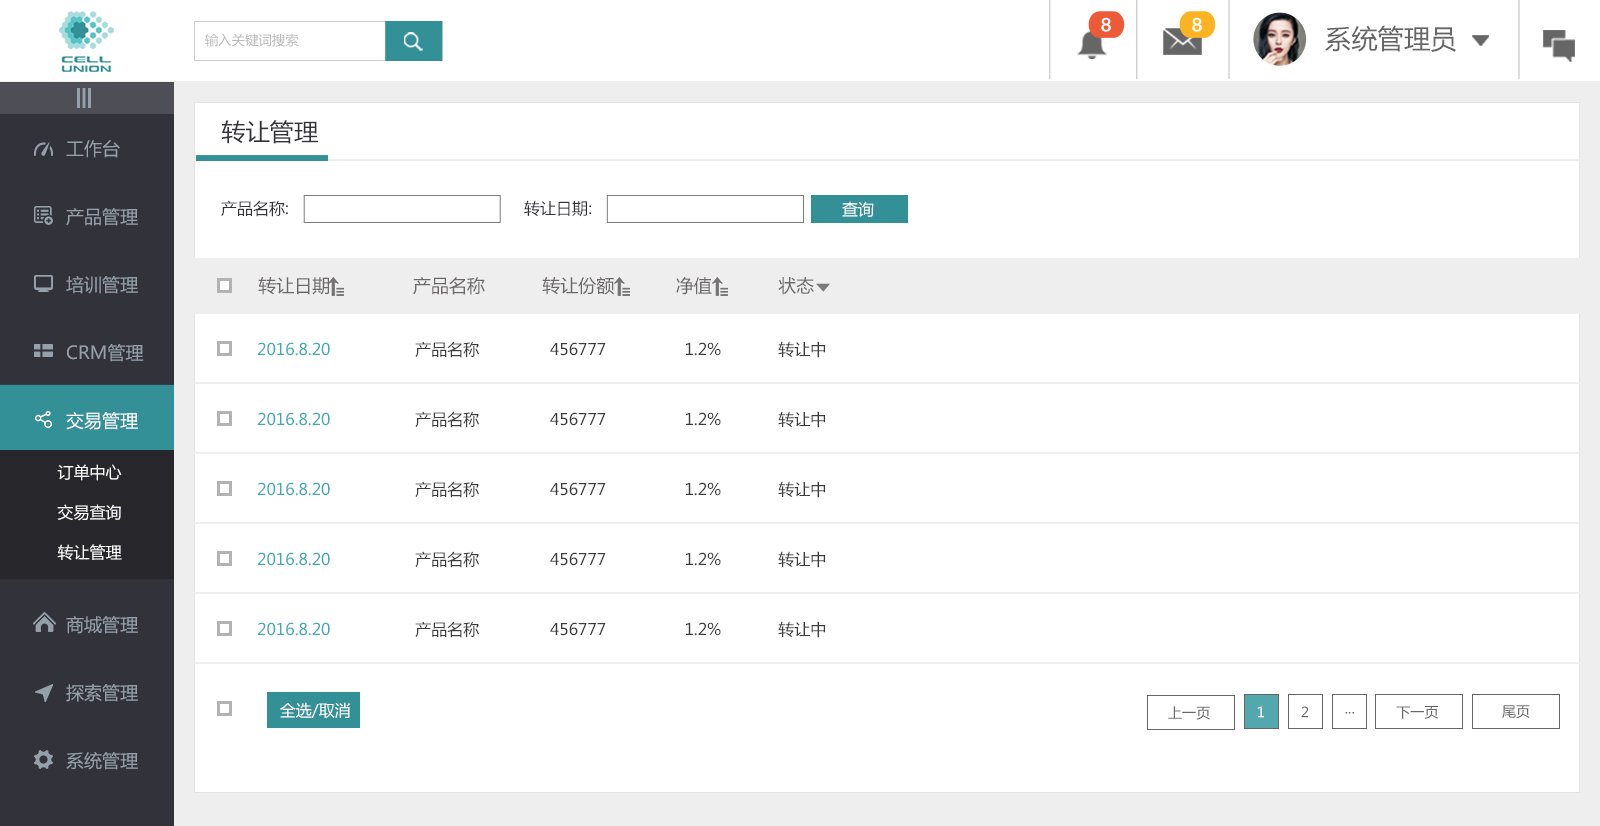 CELL
UNION
输入关键词搜索
8
8
系统管理员
工作台
产品管理
培训管理
CRM管理
交易管理
订单中心
交易查询
转让管理
商城管理
探索管理
系统管理
转让管理
产品名称:
转让日期:
查询
转让日期 产品名称 转让份额 净值 状态
2016.8.20 产品名称 456777 1.2% 转让中
2016.8.20 产品名称 456777 1.2% 转让中
2016.8.20 产品名称 456777 1.2% 转让中
2016.8.20 产品名称 456777 1.2% 转让中
2016.8.20 产品名称 456777 1.2% 转让中
全选/取消
上一页 1 2 ... 下一页 尾页